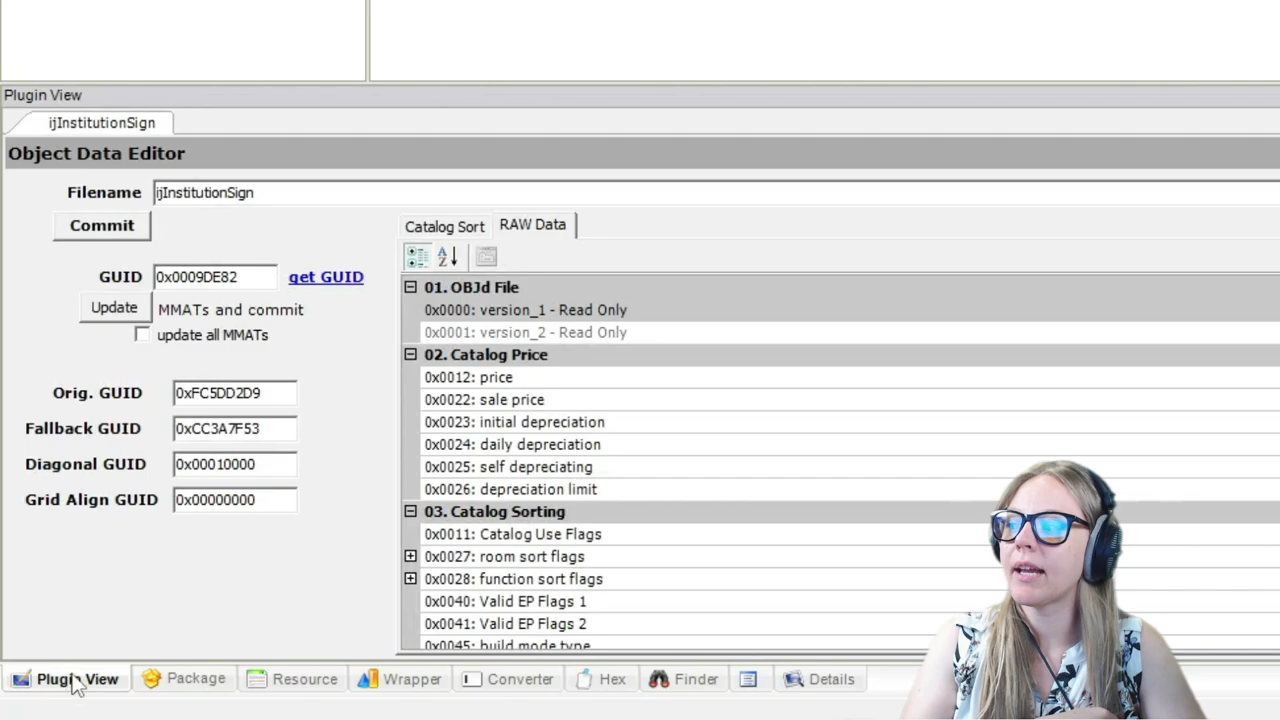 Plugin View
ijInstitutionSign
Object Data Editor
Filename ijInstitutionSign
Commit
Catalog Sort RAW Data
GUID 0x0009DE82 get GUID
Update MMATs and commit
update all MMATs
Orig. GUID 0xFC5DD2D9
Fallback GUID 0xCC3A7F53
Diagonal GUID 0x00010000
Grid Align GUID 0x00000000
01. OBJd File
0x0000: version_1 - Read Only
0x0001: version_2 - Read Only
02. Catalog Price
0x0012: price
0x0022: sale price
0x0023: initial depreciation
0x0024: daily depreciation
0x0025: self depreciating
0x0026: depreciation limit
03. Catalog Sorting
0x0011: Catalog Use Flags
0x0027: room sort flags
0x0028: function sort flags
0x0040: Valid EP Flags 1
0x0041: Valid EP Flags 2
0x0045: build mode type
Plugin View Package Resource Wrapper Converter Hex Finder Details